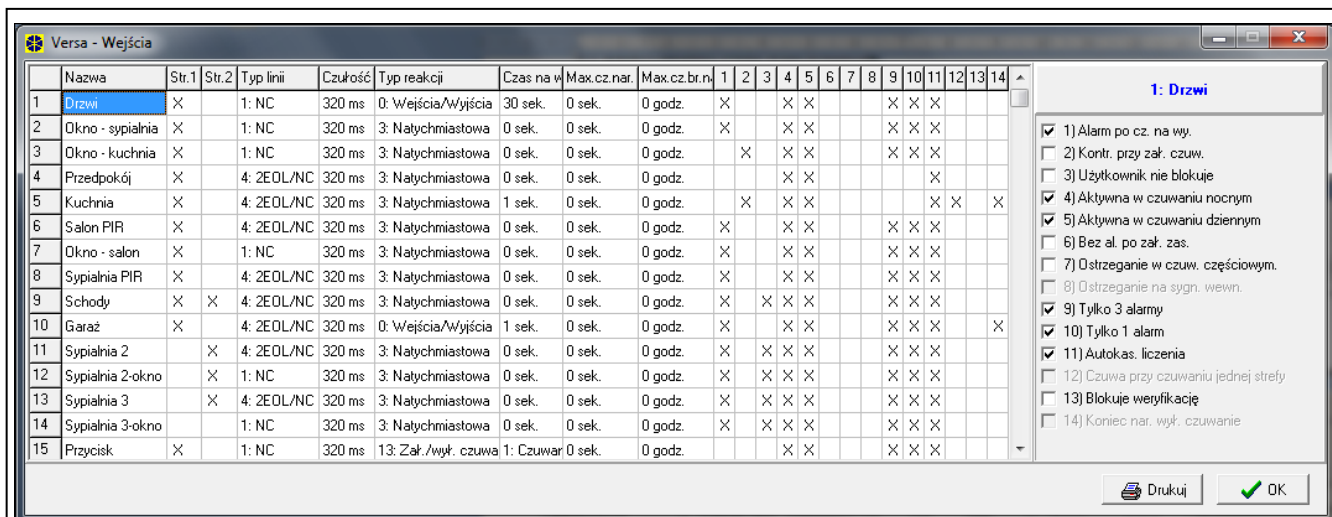 Versa - Wejścia
Nazwa Str.1 Str.2 Typ linii Czułość Typ reakcji Czas na w Max.cz.nar. Max.cz.br.n 1 2 3 4 5 6 7 8 9 10 11 12 13 14
1 Drzwi X 1: NC 320 ms 0: Wejścia/Wyjścia 30 sek. 0 sek. 0 godz. X X X X X X
2 Okno - sypialnia X 1: NC 320 ms 3: Natychmiastowa 0 sek. 0 sek. 0 godz. X X X X X X
3 Okno - kuchnia X 1: NC 320 ms 3: Natychmiastowa 0 sek. 0 sek. 0 godz. X X X X X X
4 Przedpokój X 4: 2EOL/NC 320 ms 3: Natychmiastowa 0 sek. 0 sek. 0 godz. X X X
5 Kuchnia X 4: 2EOL/NC 320 ms 3: Natychmiastowa 1 sek. 0 sek. 0 godz. X X X X X X
6 Salon PIR X 4: 2EOL/NC 320 ms 3: Natychmiastowa 0 sek. 0 sek. 0 godz. X X X X X X
7 Okno - salon X 1: NC 320 ms 3: Natychmiastowa 0 sek. 0 sek. 0 godz. X X X X X X
8 Sypialnia PIR X 4: 2EOL/NC 320 ms 3: Natychmiastowa 0 sek. 0 sek. 0 godz. X X X X X X
9 Schody X X 4: 2EOL/NC 320 ms 3: Natychmiastowa 0 sek. 0 sek. 0 godz. X X X X X X X
10 Garaż X 4: 2EOL/NC 320 ms 0: Wejścia/Wyjścia 1 sek. 0 sek. 0 godz. X X X X X X X
11 Sypialnia 2 X 4: 2EOL/NC 320 ms 3: Natychmiastowa 0 sek. 0 sek. 0 godz. X X X X X X X
12 Sypialnia 2-okno X 1: NC 320 ms 3: Natychmiastowa 0 sek. 0 sek. 0 godz. X X X X X X X
13 Sypialnia 3 X 4: 2EOL/NC 320 ms 3: Natychmiastowa 0 sek. 0 sek. 0 godz. X X X X X X X
14 Sypialnia 3-okno 1: NC 320 ms 3: Natychmiastowa 0 sek. 0 sek. 0 godz. X X X X X X X
15 Przycisk X 1: NC 320 ms 13: Zał./wył. czuwa 1: Czuwar 0 sek. 0 godz. X X X X X
1: Drzwi
1) Alarm po cz. na wy.
2) Kontr. przy zał. czuw.
3) Użytkownik nie blokuje
4) Aktywna w czuwaniu nocnym
5) Aktywna w czuwaniu dziennym
6) Bez al. po zał. zas.
7) Ostrzeganie w czuw. częściowym.
8) Ostrzeganie na sygn. wewn.
9) Tylko 3 alarmy
10) Tylko 1 alarm
11) Autokas. liczenia
12) Czuwa przy czuwaniu jednej strefy
13) Blokuje weryfikację
14) Koniec nar. wył. czuwanie
Drukuj OK